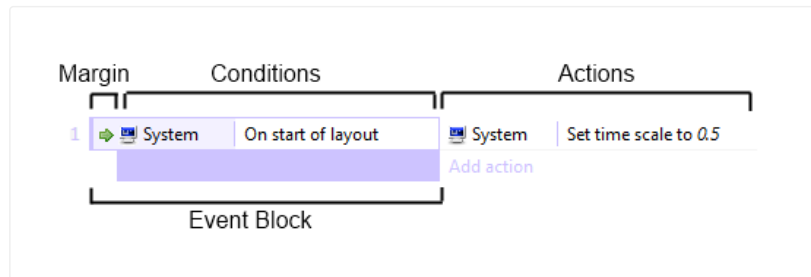 Margin Conditions Actions
1 System On start of layout System Set time scale to 0.5
Add action
Event Block